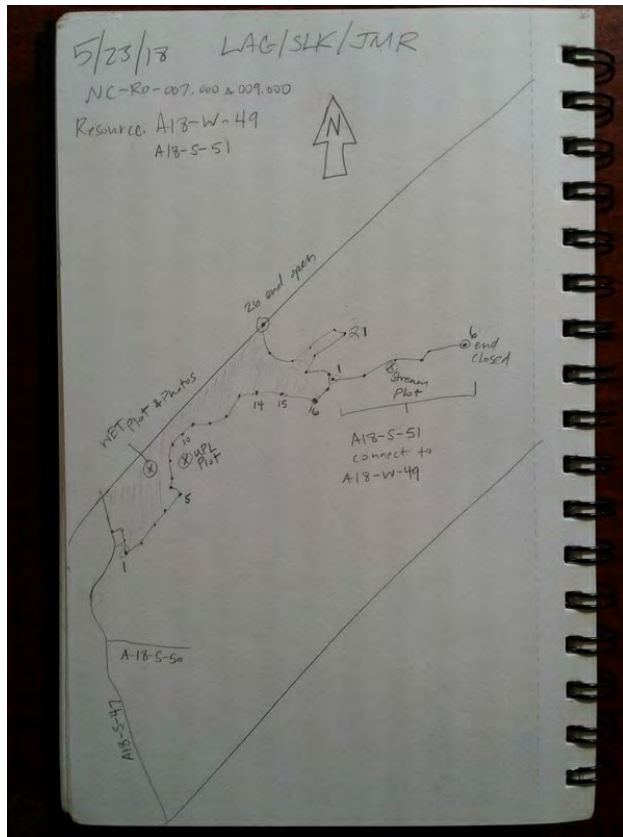 5/23/18 LAG/SLK/JMR
NC-RO-007.000 & 009.000
Resource: A18-W-49
A18-S-51
N
26 end open
21
6
end
closed
1
Stream
Plot
14 15 16
WET Plot & Photos
10
UPL
Plot
5
1
A18-S-51
connect to
A18-W-49
A-18-S-50
A18-S-47